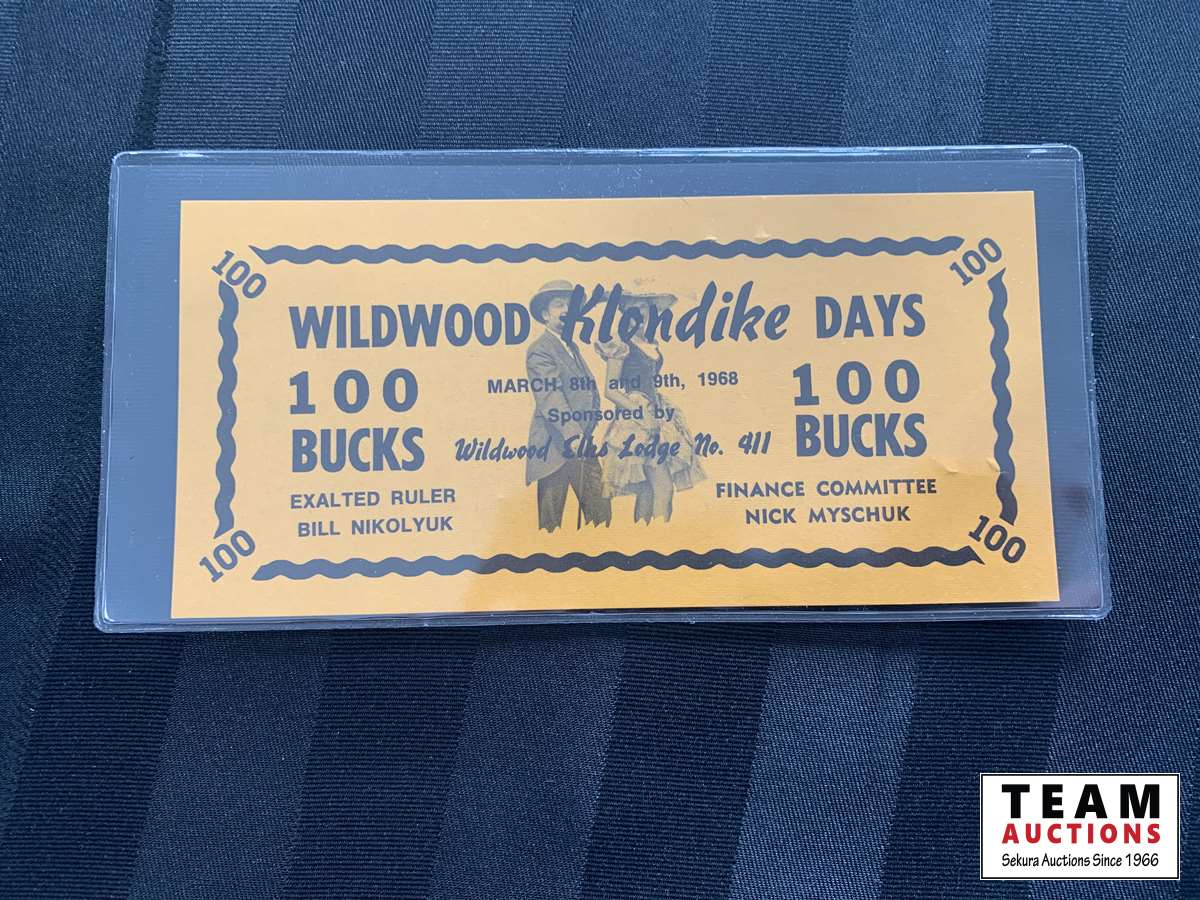 100
100
WILDWOOD Klondike DAYS
100
MARCH 8th and 9th, 1968
100
BUCKS
Sponsored by
BUCKS
Wildwood Elks Lodge No. 411
EXALTED RULER
BILL NIKOLYUK
FINANCE COMMITTEE
NICK MYSCHUK
100
100
TEAM
AUCTIONS
Sekura Auctions Since 1966